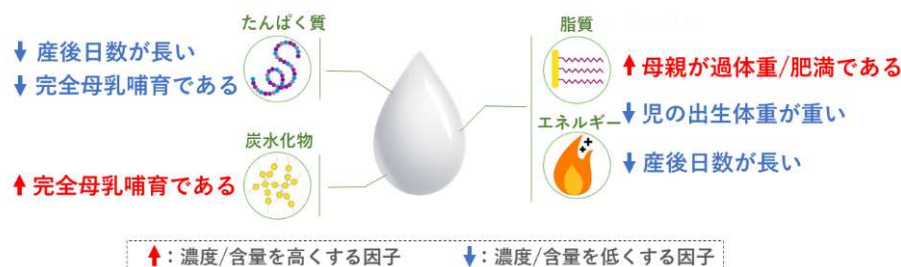 たんぱく質
↓ 産後日数が長い
↓ 完全母乳哺育である
炭水化物
↑ 完全母乳哺育である
脂質
↑ 母親が過体重/肥満である
エネルギー
↓ 児の出生体重が重い
↓ 産後日数が長い
↑：濃度/含量を高くする因子 ↓：濃度/含量を低くする因子